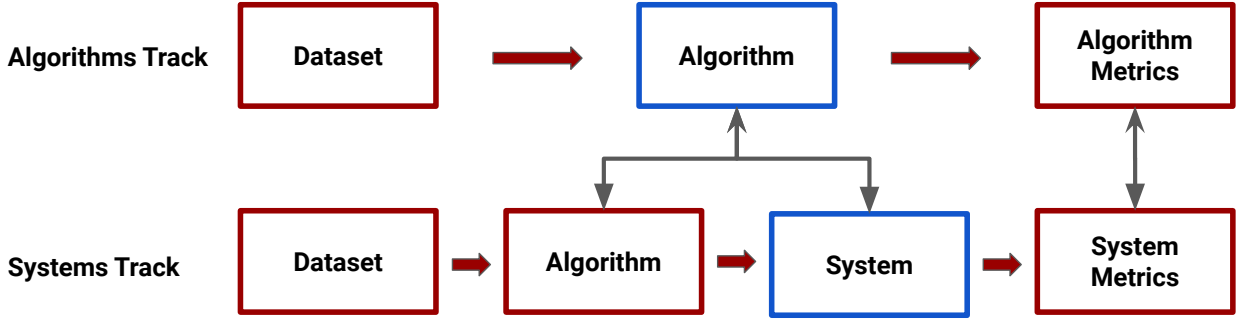 Algorithms Track
Dataset
Algorithm
Algorithm
Metrics
Systems Track
Dataset
Algorithm
System
System
Metrics